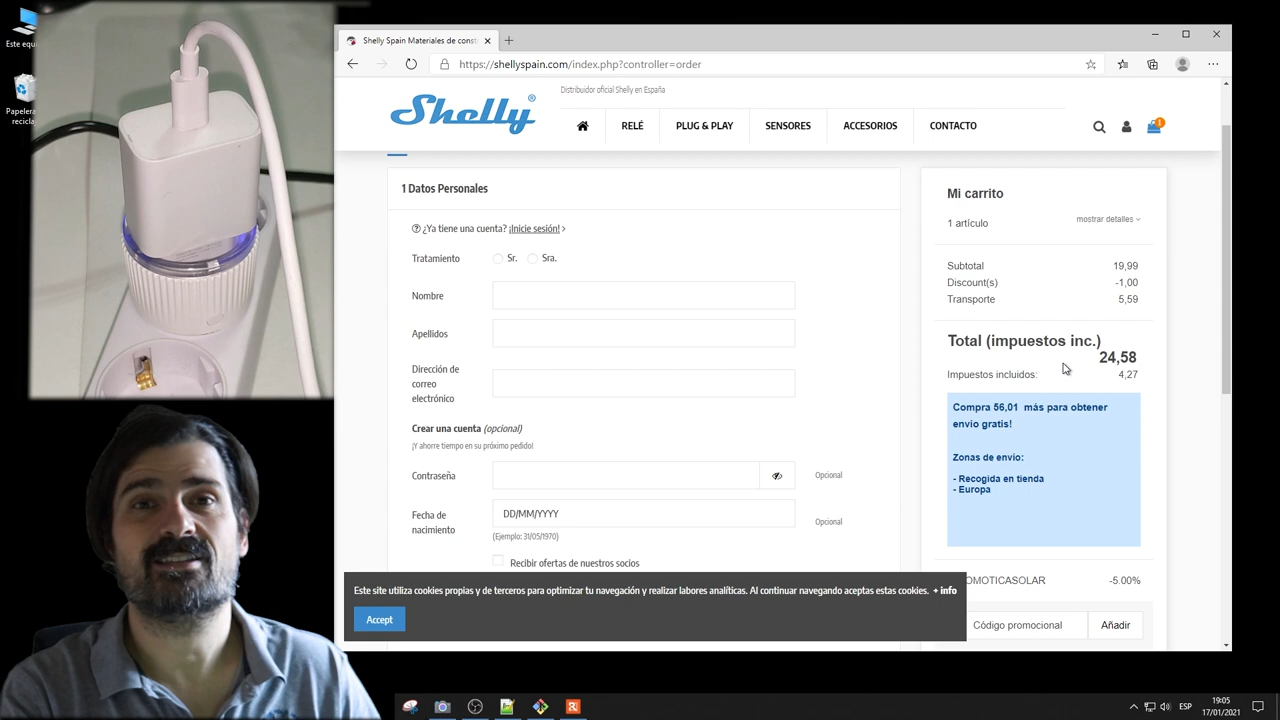 Este equ
Papelera
recicla
Shelly Spain Materiales de const
https://shellyspain.com/index.php?controller=order
Distribuidor oficial Shelly en España
Shelly®
RELÉ
PLUG & PLAY
SENSORES
ACCESORIOS
CONTACTO
1
1 Datos Personales
¿Ya tiene una cuenta? ¡Inicie sesión!
Tratamiento
Sr.
Sra.
Nombre
Apellidos
Dirección de
correo
electrónico
Crear una cuenta (opcional)
¡Y ahorre tiempo en su próximo pedido!
Contraseña
Opcional
Fecha de
nacimiento
DD/MM/YYYY
Opcional
(Ejemplo: 31/05/1970)
Recibir ofertas de nuestros socios
Mi carrito
1 artículo
mostrar detalles
Subtotal 19,99
Discount(s) -1,00
Transporte 5,59
Total (impuestos inc.)
24,58
Impuestos incluidos: 4,27
Compra 56,01 más para obtener
envío gratis!
Zonas de envío:
- Recogida en tienda
- Europa
OMOTICASOLAR -5.00%
Código promocional
Añadir
Este site utiliza cookies propias y de terceros para optimizar tu navegación y realizar labores analíticas. Al continuar navegando aceptas estas cookies. + info
Accept
ESP
19:05
17/01/2021